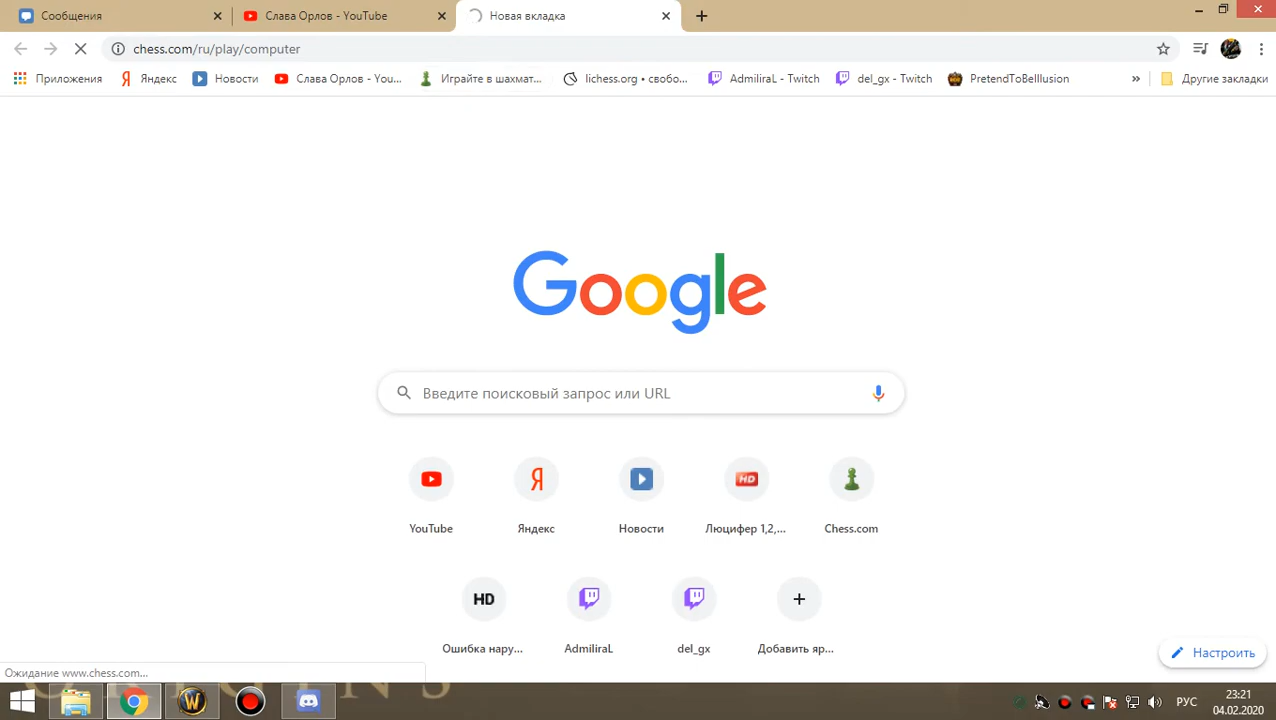 Сообщения
Слава Орлов - YouTube
Новая вкладка
chess.com/ru/play/computer
Приложения
Яндекс
Новости
Слава Орлов - You...
Играйте в шахмат...
lichess.org • свобо...
AdmiliraL - Twitch
del_gx - Twitch
PretendToBeIllusion
»
Другие закладки
Google
Введите поисковый запрос или URL
YouTube
Яндекс
Новости
HD
Люцифер 1,2,...
Chess.com
HD
Ошибка нару...
AdmiliraL
del_gx
Добавить яр...
Настроить
Ожидание www.chess.com...
РУС
23:21
04.02.2020